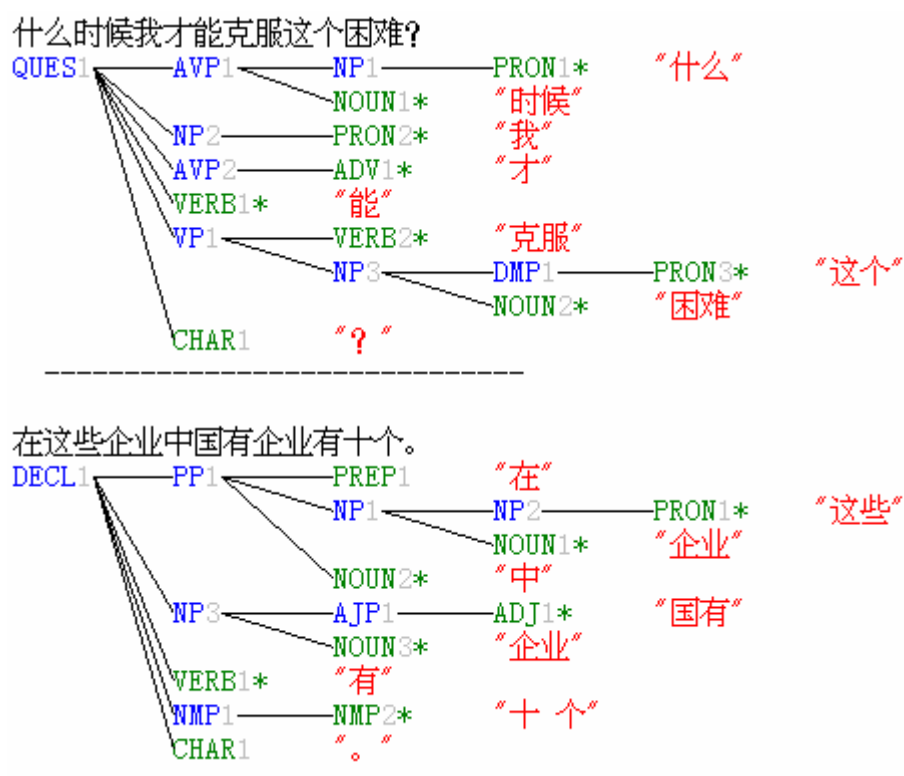 什么时候我才能克服这个困难?
QUES1 AVP1 NP1 PRON1* "什么"
NOUN1* "时候"
NP2 PRON2* "我"
AVP2 ADV1* "才"
VERB1* "能"
VP1 VERB2* "克服"
NP3 DMP1 PRON3* "这个"
NOUN2* "困难"
CHAR1 "?"
------------------------------
在这些企业中国有企业有十个。
DECL1 PP1 PREP1 "在"
NP1 NP2 PRON1* "这些"
NOUN1* "企业"
NOUN2* "中"
NP3 AJP1 ADJ1* "国有"
NOUN3* "企业"
VERB1* "有"
NMP1 NMP2* "十 个"
CHAR1 "。"